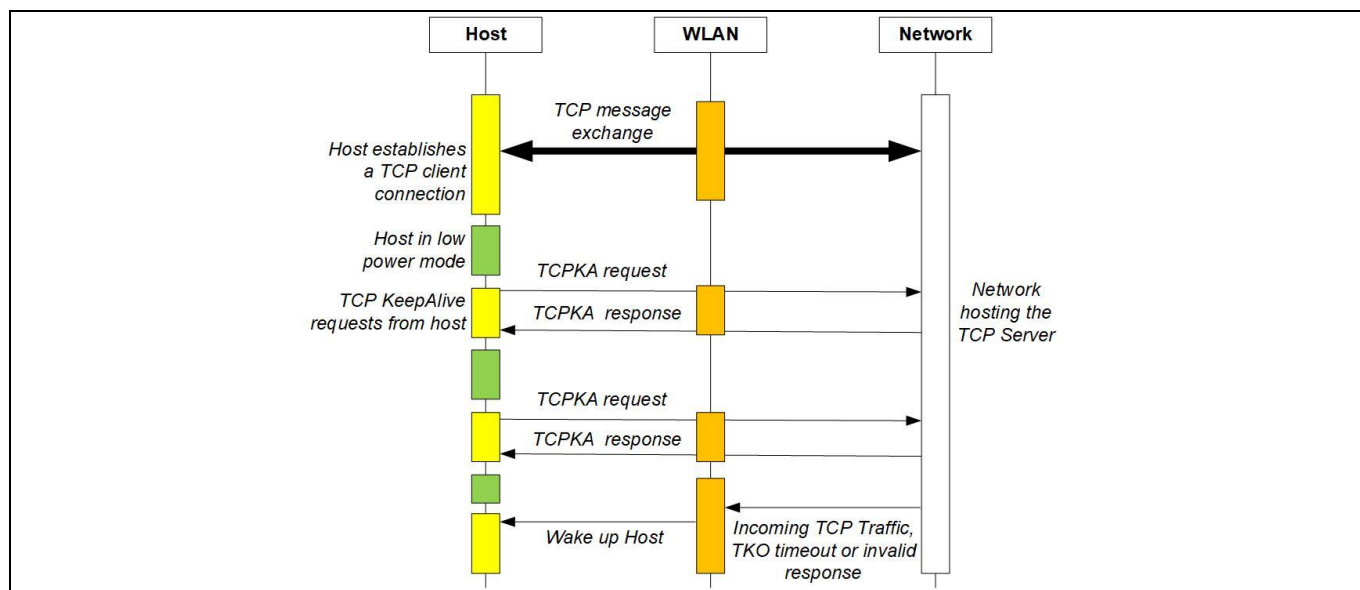 Host
WLAN
Network
TCP message
exchange
Host establishes
a TCP client
connection
Host in low
power mode
TCPKA request
TCP KeepAlive
requests from host
TCPKA response
Network
hosting the
TCP Server
TCPKA request
TCPKA response
Wake up Host
Incoming TCP Traffic,
TKO timeout or invalid
response